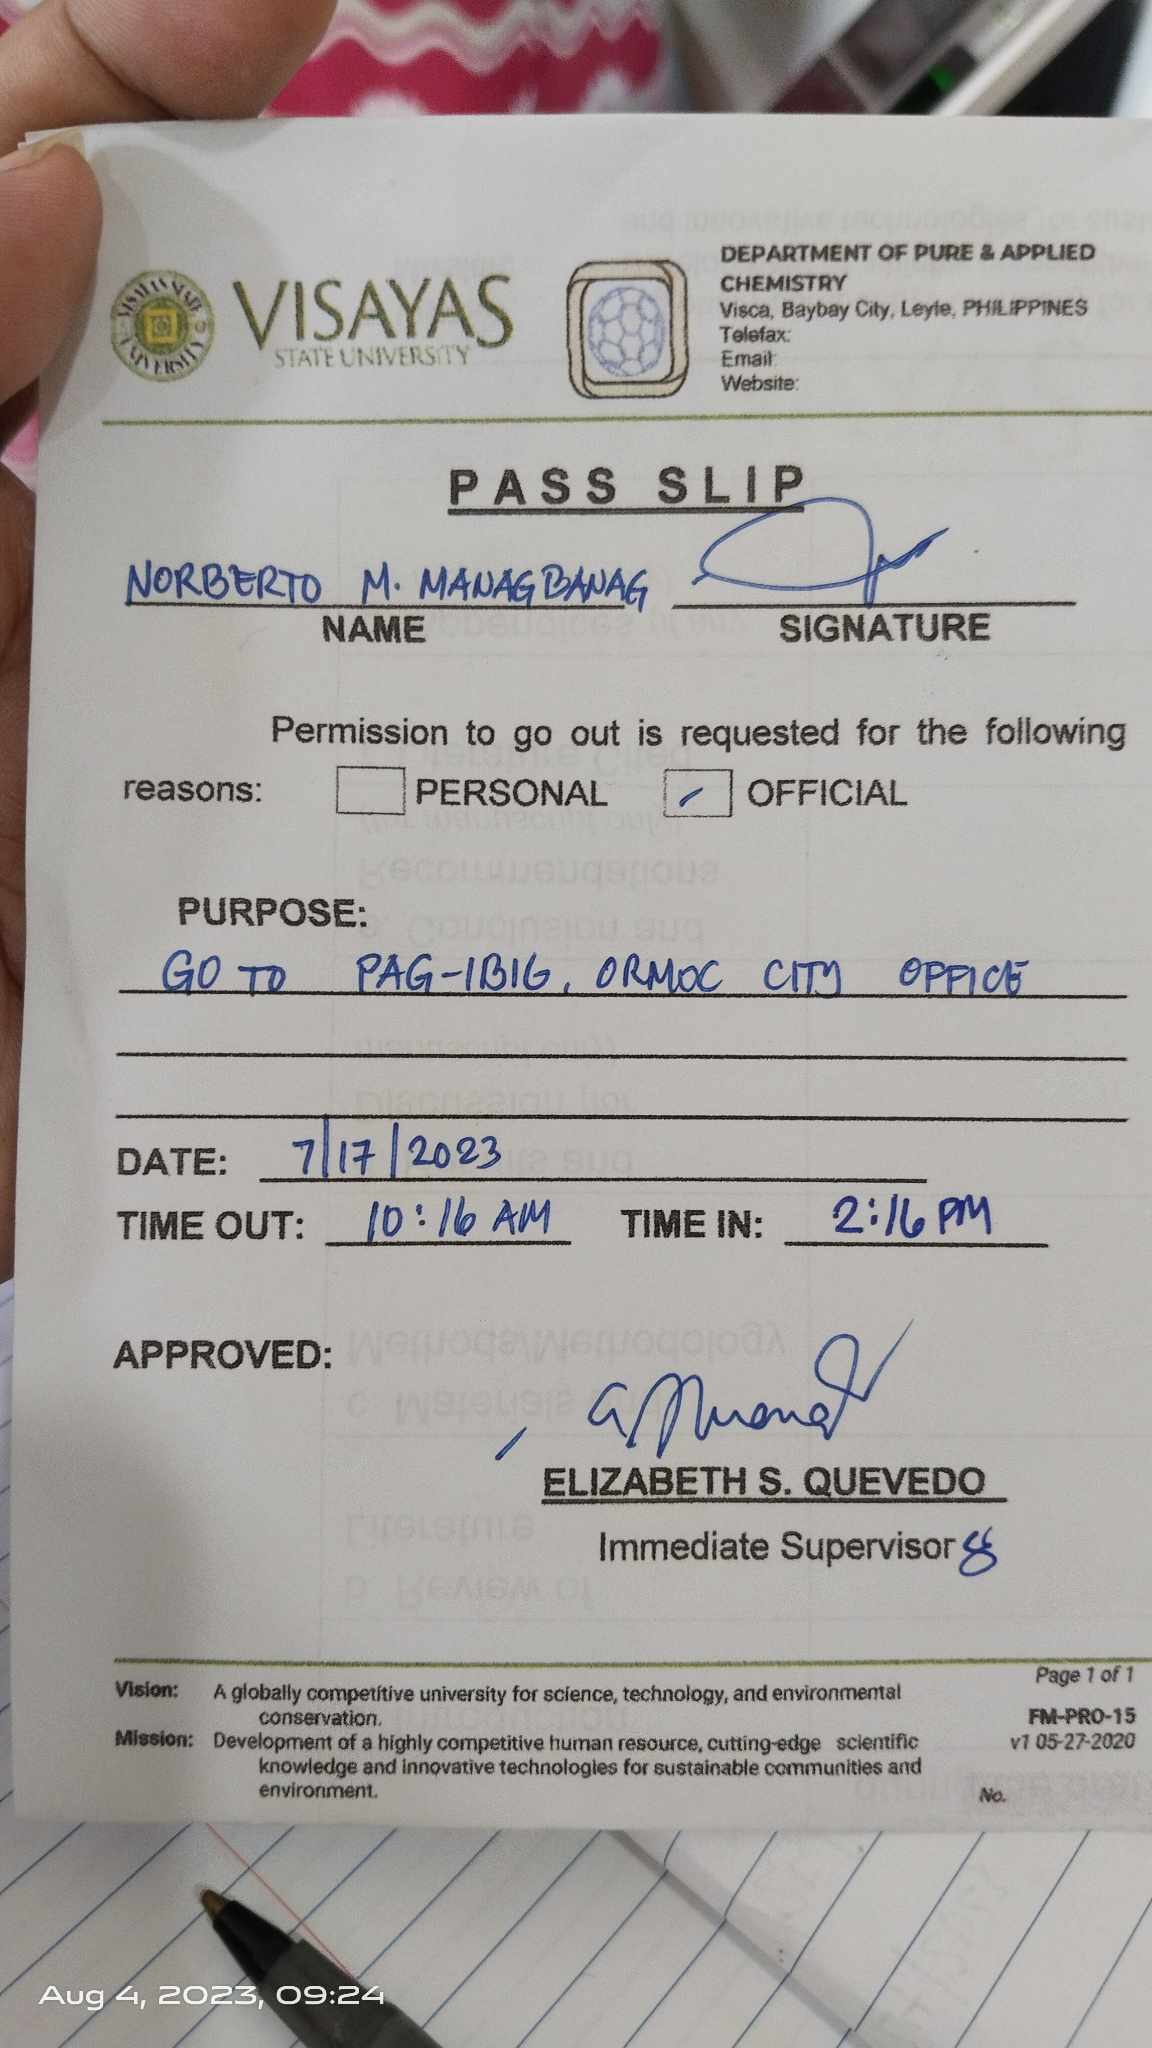 VISAYAS
STATE UNIVERSITY
VISAYAS STATE UNIVERSITY
DEPARTMENT OF PURE & APPLIED
CHEMISTRY
Visca, Baybay City, Leyte, PHILIPPINES
Telefax:
Email:
Website:
PASS SLIP
NORBERTO M. MANAGBANAG
NAME SIGNATURE
Permission to go out is requested for the following
reasons: PERSONAL OFFICIAL
PURPOSE:
GO TO PAG-IBIG, ORMOC CITY OFFICE
DATE: 7/17/2023
TIME OUT: 10:16 AM TIME IN: 2:16 PM
APPROVED:
ELIZABETH S. QUEVEDO
Immediate Supervisor
Page 1 of 1
Vision: A globally competitive university for science, technology, and environmental
conservation.
FM-PRO-15
Mission: Development of a highly competitive human resource, cutting-edge scientific
v1 05-27-2020
knowledge and innovative technologies for sustainable communities and
environment.
No.
Aug 4, 2023, 09:24